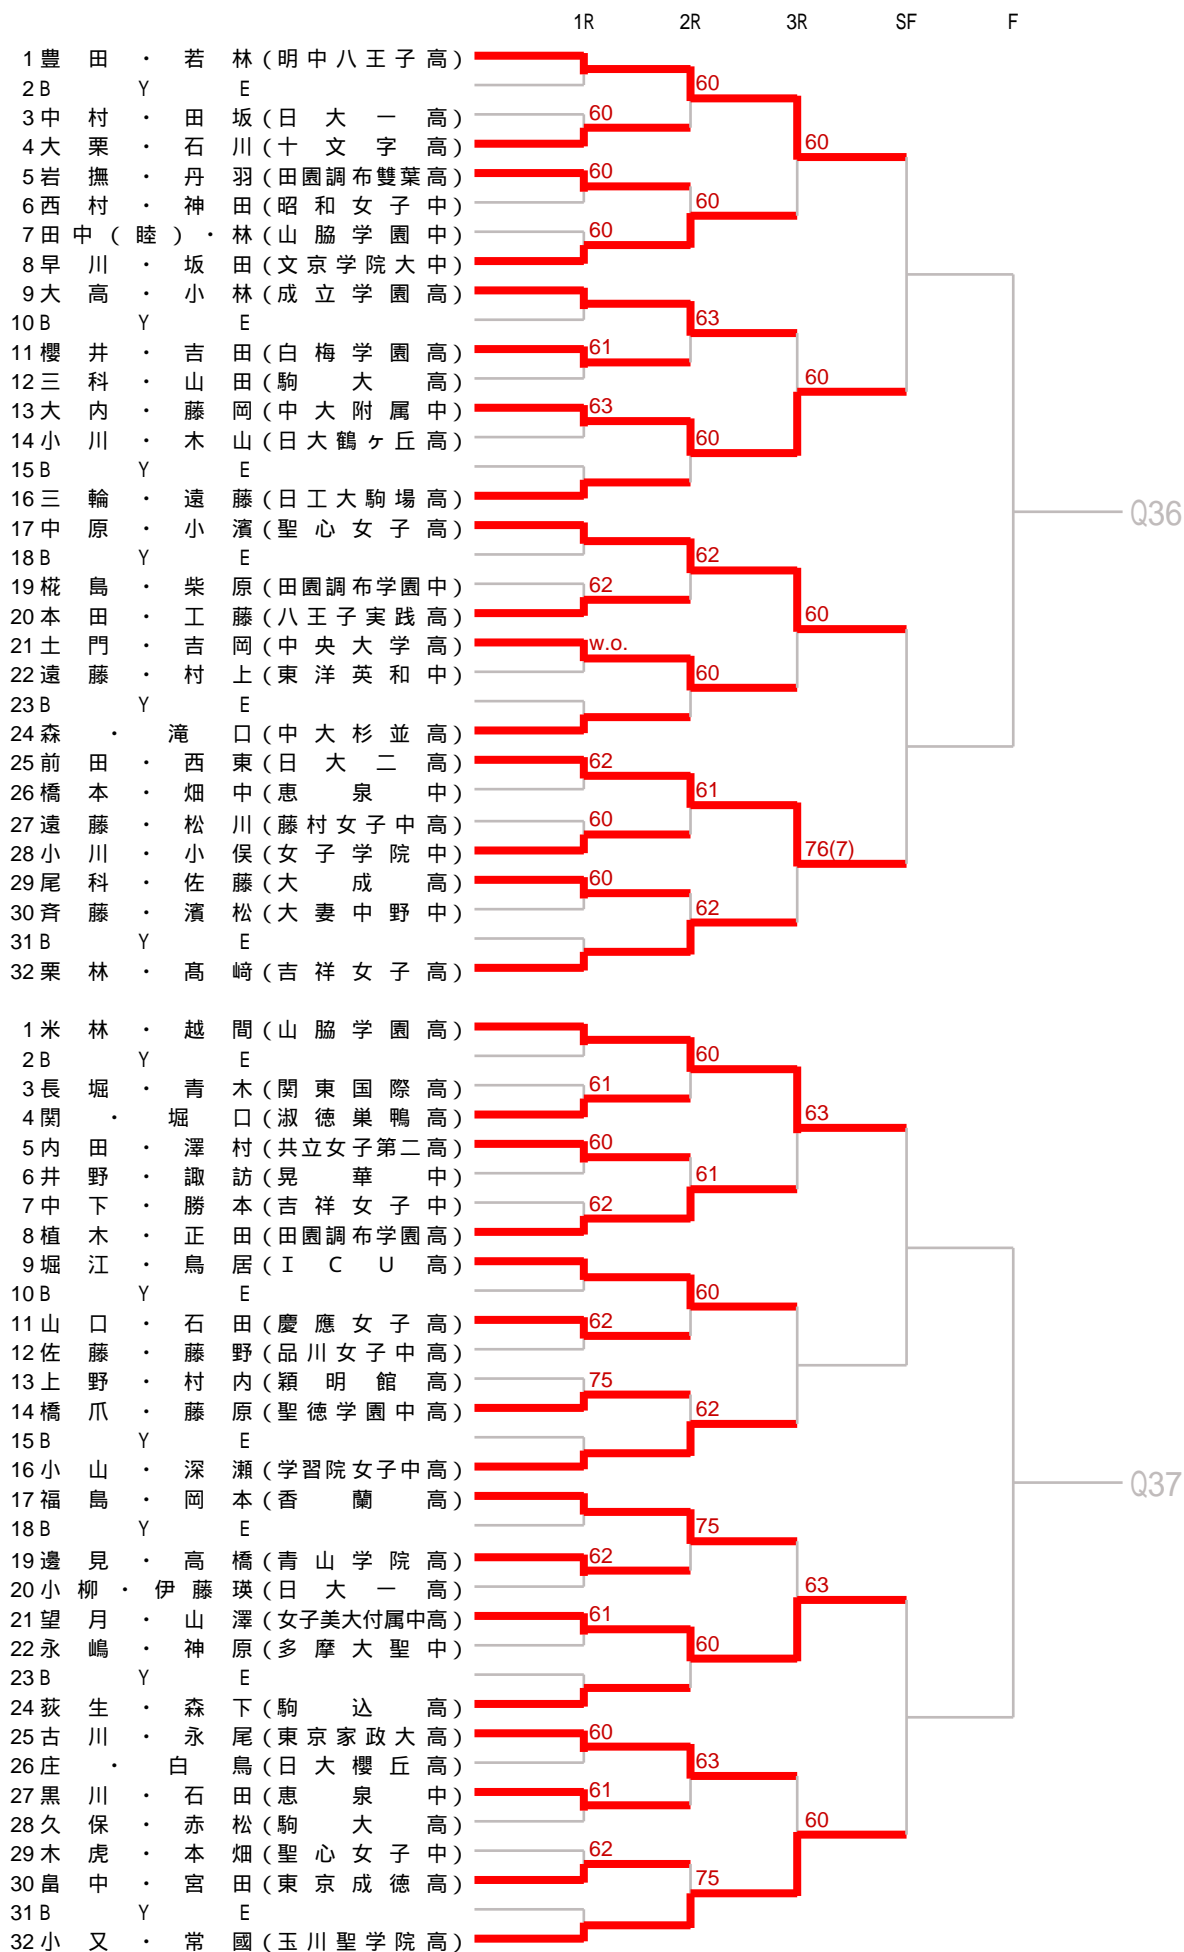 1R 2R 3R SF F
1 豊田・若林(明中八王子高)
2 BYE
60
3 中村・田坂(日大一高)
60
4 大栗・石川(十文字高)
60
5 岩撫・丹羽(田園調布雙葉高)
60
6 西村・神田(昭和女子中)
60
7 田中(睦)・林(山脇学園中)
60
8 早川・坂田(文京学院大中)
9 大高・小林(成立学園高)
10 BYE
63
11 櫻井・吉田(白梅学園高)
61
12 三科・山田(駒大高)
60
13 大内・藤岡(中大附属中)
63
14 小川・木山(日大鶴ヶ丘高)
60
15 BYE
16 三輪・遠藤(日工大駒場高)
Q36
17 中原・小濱(聖心女子高)
18 BYE
62
19 椛島・柴原(田園調布学園中)
62
20 本田・工藤(八王子実践高)
60
21 土門・吉岡(中央大学高)
w.o.
22 遠藤・村上(東洋英和中)
60
23 BYE
24 森・滝口(中大杉並高)
25 前田・西東(日大二高)
62
26 橋本・畑中(恵泉中)
61
27 遠藤・松川(藤村女子中高)
60
28 小川・小俣(女子学院中)
76(7)
29 尾科・佐藤(大成高)
60
30 斉藤・濱松(大妻中野中)
62
31 BYE
32 栗林・髙﨑(吉祥女子高)
1 米林・越間(山脇学園高)
2 BYE
60
3 長堀・青木(関東国際高)
61
4 関・堀口(淑徳巣鴨高)
63
5 内田・澤村(共立女子第二高)
60
6 井野・諏訪(晃華中)
61
7 中下・勝本(吉祥女子中)
62
8 植木・正田(田園調布学園高)
9 堀江・鳥居(ICU高)
10 BYE
60
11 山口・石田(慶應女子高)
62
12 佐藤・藤野(品川女子中高)
13 上野・村内(穎明館高)
75
14 橋爪・藤原(聖徳学園中高)
62
15 BYE
16 小山・深瀬(学習院女子中高)
Q37
17 福島・岡本(香蘭高)
18 BYE
75
19 邊見・高橋(青山学院高)
62
20 小柳・伊藤瑛(日大一高)
63
21 望月・山澤(女子美大付属中高)
61
22 永嶋・神原(多摩大聖中)
60
23 BYE
24 荻生・森下(駒込高)
25 古川・永尾(東京家政大高)
60
26 庄・白鳥(日大櫻丘高)
63
27 黒川・石田(恵泉中)
61
28 久保・赤松(駒大高)
60
29 木虎・本畑(聖心女子中)
62
30 畠中・宮田(東京成徳高)
75
31 BYE
32 小又・常國(玉川聖学院高)